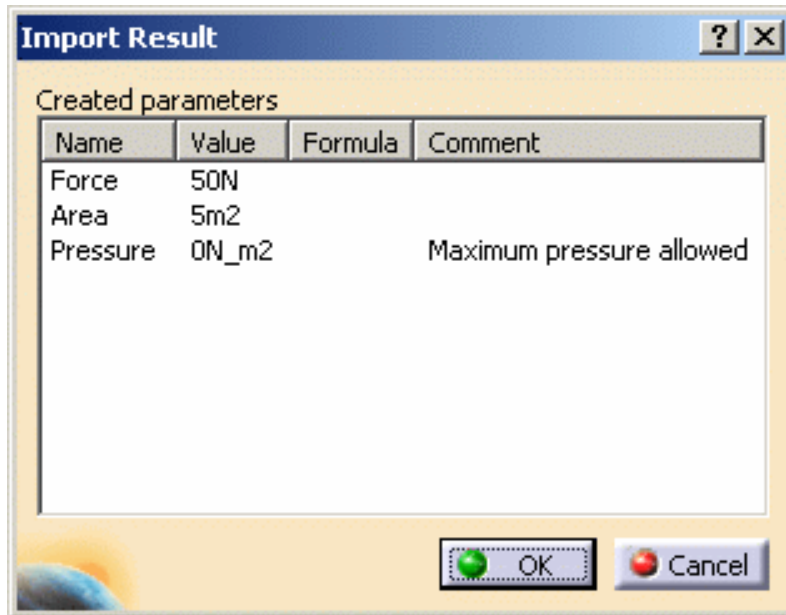 Import Result ? X
Created parameters
Name Value Formula Comment
Force 50N
Area 5m2
Pressure 0N_m2 Maximum pressure allowed
OK Cancel